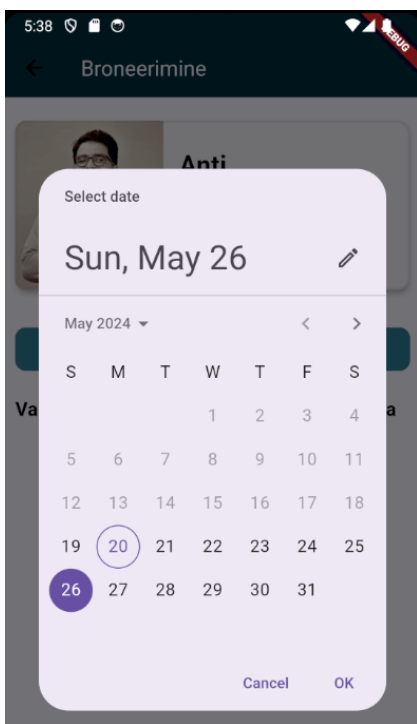 5:38
DEBUG
Broneerimine
Anti
Select date
Sun, May 26
May 2024
S M T W T F S
1 2 3 4
5 6 7 8 9 10 11
12 13 14 15 16 17 18
19 20 21 22 23 24 25
26 27 28 29 30 31
Va a
Cancel OK